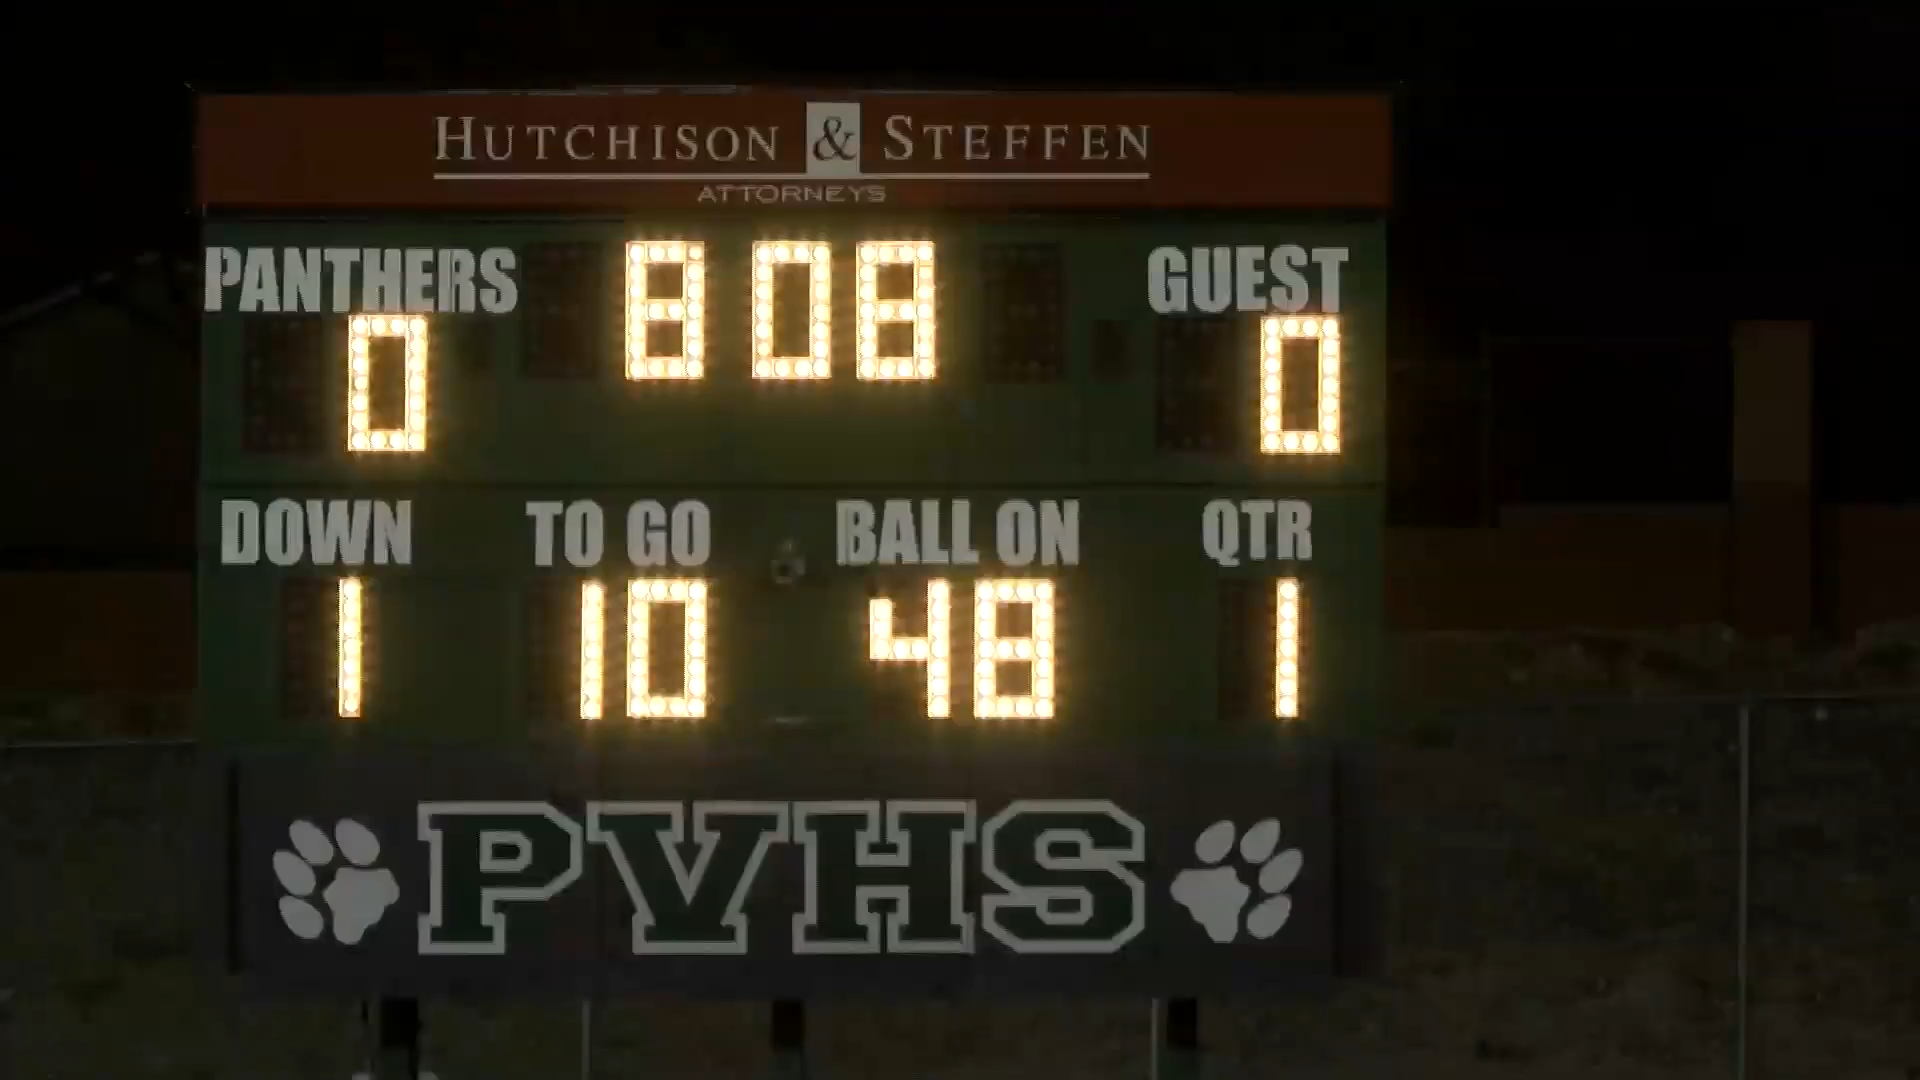 HUTCHISON & STEFFEN
ATTORNEYS
PANTHERS 8 08 GUEST
0 0
DOWN TO GO BALL ON QTR
1 10 48 1
PVHS